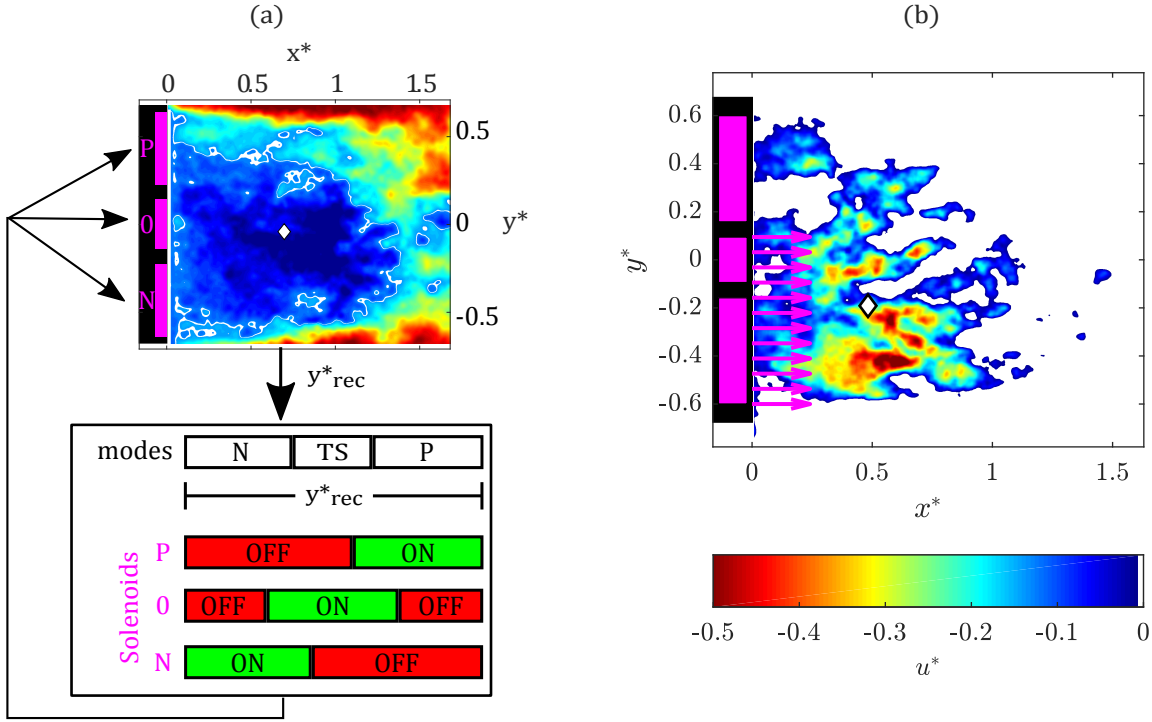 (a)
x*
0 0.5 1 1.5
P
0
N
0.5
0
-0.5
y*
y*rec
modes N TS P
y*rec
Solenoids
P OFF ON
0 OFF ON OFF
N ON OFF
(b)
y*
0.6
0.4
0.2
0
-0.2
-0.4
-0.6
0 0.5 1 1.5
x*
-0.5 -0.4 -0.3 -0.2 -0.1 0
u*